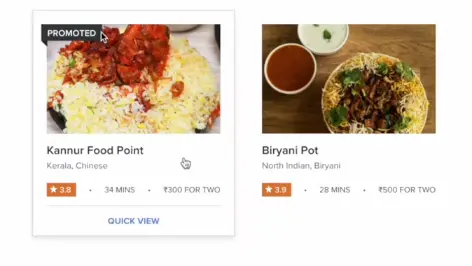 PROMOTED
Kannur Food Point
Kerala, Chinese
★ 3.8 • 34 MINS • ₹300 FOR TWO
QUICK VIEW
Biryani Pot
North Indian, Biryani
★ 3.9 • 28 MINS • ₹500 FOR TWO